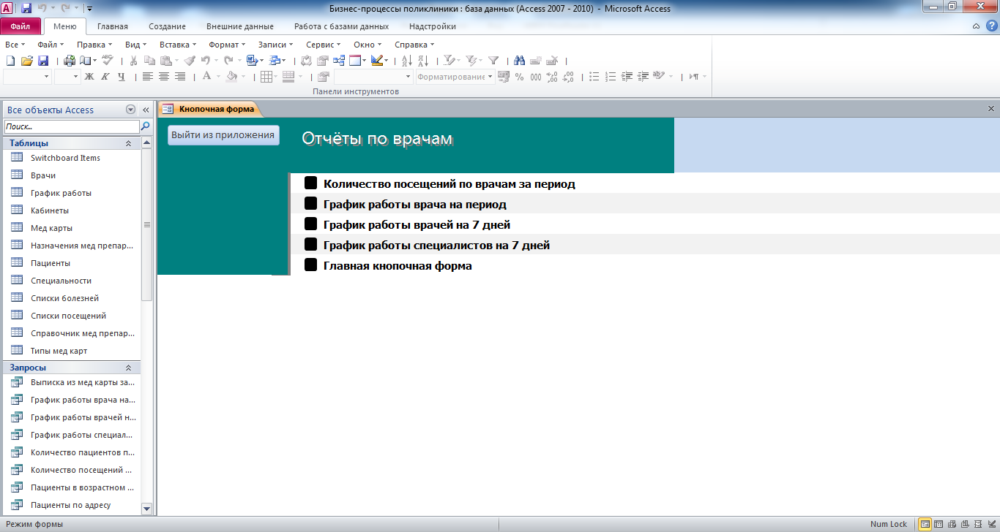 Бизнес-процессы поликлиники : база данных (Access 2007 - 2010) - Microsoft Access
Файл Меню Главная Создание Внешние данные Работа с базами данных Надстройки
Все Файл Правка Вид Вставка Формат Записи Сервис Окно Справка
Ж К Ч Форматирование % 000
Панели инструментов
Все объекты Access
Поиск...
Таблицы
Switchboard Items
Врачи
График работы
Кабинеты
Мед карты
Назначения мед препар...
Пациенты
Специальности
Списки болезней
Списки посещений
Справочник мед препар...
Типы мед карт
Запросы
Выписка из мед карты за...
График работы врача на...
График работы врачей н...
График работы специал...
Количество пациентов п...
Количество посещений ...
Пациенты в возрастном ...
Пациенты по адресу
Кнопочная форма
Выйти из приложения
Отчёты по врачам
Количество посещений по врачам за период
График работы врача на период
График работы врачей на 7 дней
График работы специалистов на 7 дней
Главная кнопочная форма
Режим формы
Num Lock